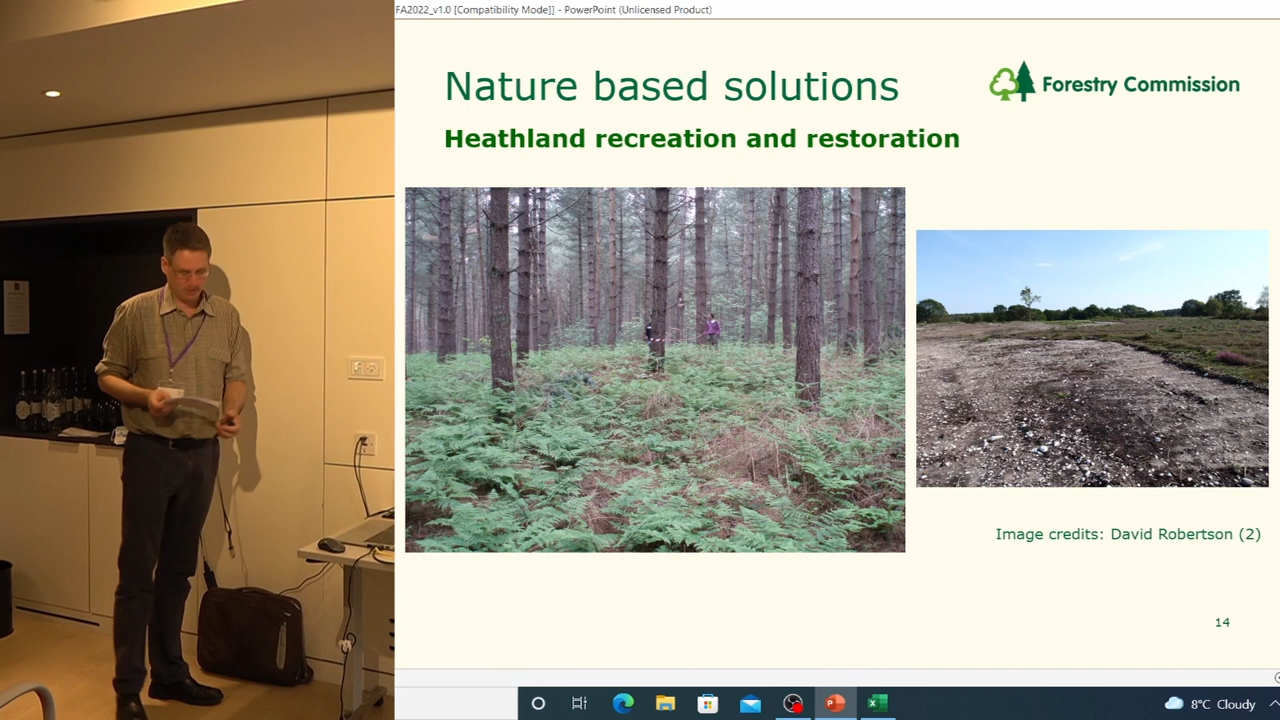 FA2022_v1.0 [Compatibility Mode]] - PowerPoint (Unlicensed Product)
Nature based solutions
Forestry Commission
Heathland recreation and restoration
Image credits: David Robertson (2)
14
8°C Cloudy